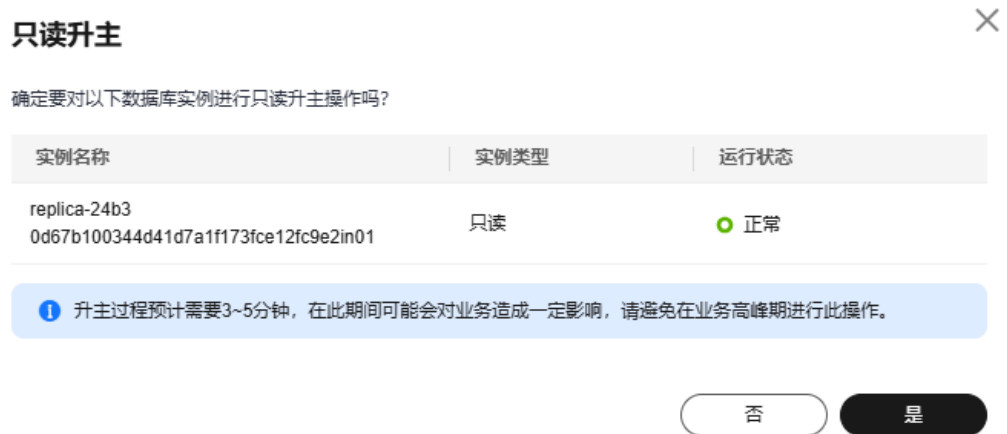 只读升主
确定要对以下数据库实例进行只读升主操作吗?
实例名称 实例类型 运行状态
replica-24b3
0d67b100344d41d7a1f173fce12fc9e2in01
只读
正常
升主过程预计需要3~5分钟，在此期间可能会对业务造成一定影响，请避免在业务高峰期进行此操作。
否 是